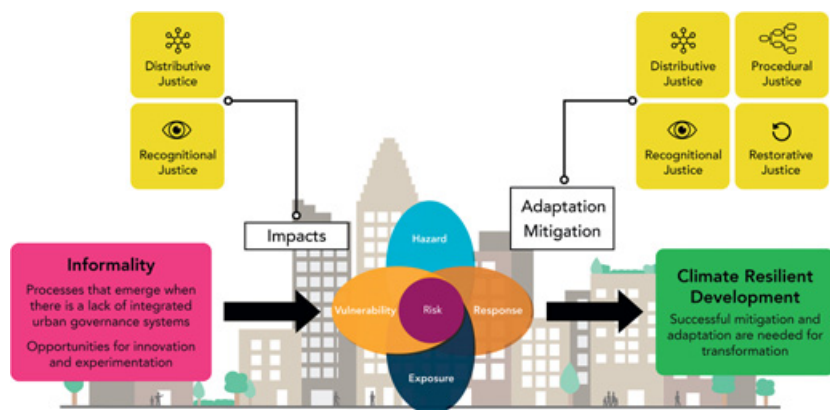 Distributive
Justice
Recognitional
Justice
Distributive
Justice
Procedural
Justice
Recognitional
Justice
Restorative
Justice
Impacts
Adaptation
Mitigation
Informality
Processes that emerge when
there is a lack of integrated
urban governance systems
Opportunities for innovation
and experimentation
Hazard
Vulnerability
Risk
Response
Exposure
Climate Resilient
Development
Successful mitigation and
adaptation are needed for
transformation